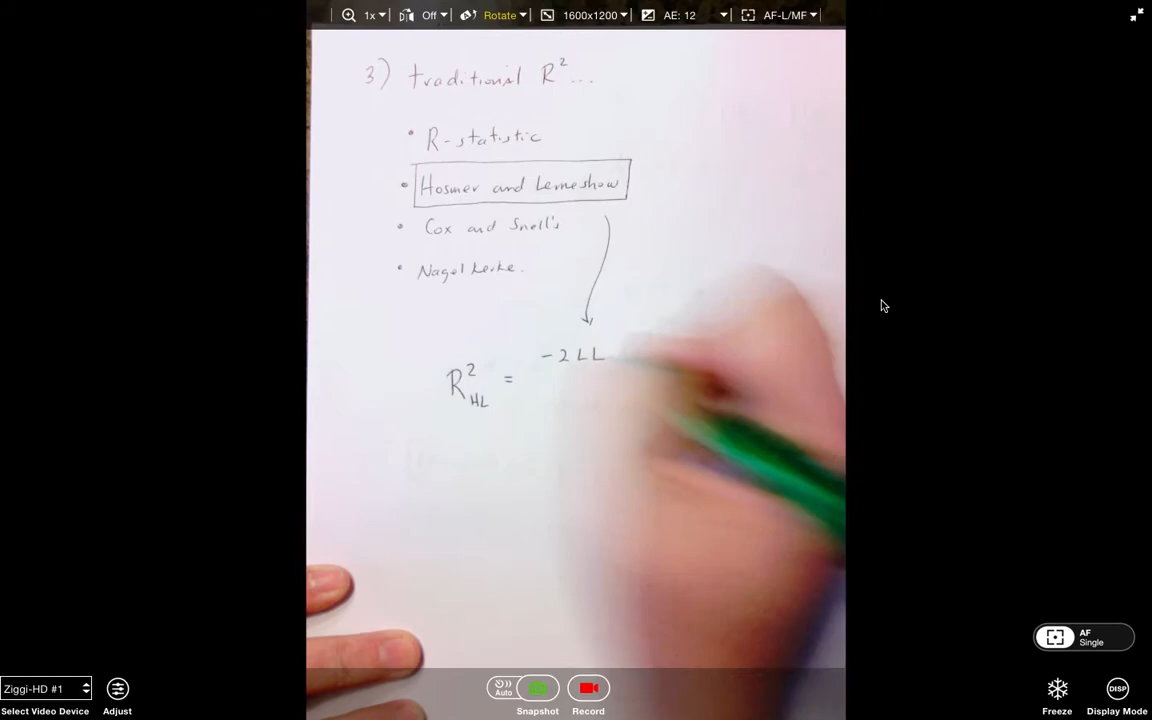 1x Off Rotate 1600x1200 AE: 12 AF-L/MF
3) traditional R² ...
• R-statistic
• Hosmer and Lemeshow
• Cox and Snell's
• Nagelkerke.
-2LL
R²HL =
AF
Single
Ziggi-HD #1
Auto
Select Video Device Adjust Snapshot Record Freeze DISP Display Mode